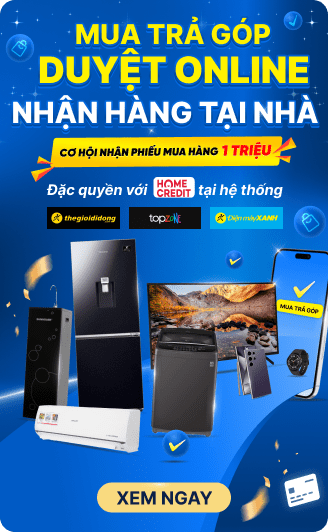 MUA TRẢ GÓP
DUYỆT ONLINE
NHẬN HÀNG TẠI NHÀ
CƠ HỘI NHẬN PHIẾU MUA HÀNG 1 TRIỆU
Đặc quyền với HOME CREDIT tại hệ thống
thegioididong topzone Điện máy XANH
MUA TRẢ GÓP
XEM NGAY